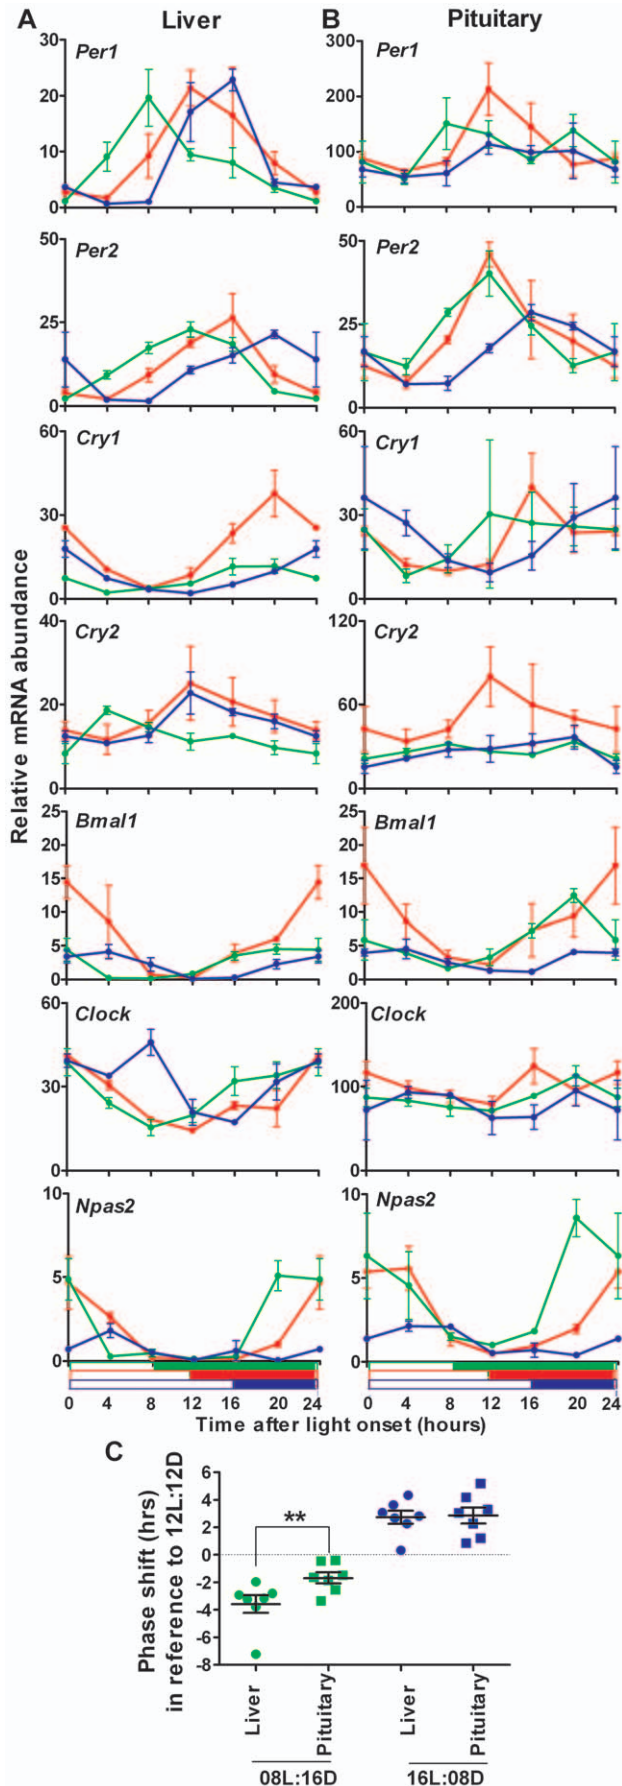 A Liver B Pituitary
Per1 Per1
30 300
20 200
10 100
0 0
Per2 Per2
50 50
25 25
0 0
Cry1 Cry1
60 60
30 30
0 0
Cry2 Cry2
40 120
20 60
0 0
Bmal1 Bmal1
25 25
20 20
15 15
10 10
5 5
0 0
Clock Clock
60 200
30 100
0 0
Npas2 Npas2
10 10
5 5
0 0
Relative mRNA abundance
0 4 8 12 16 20 24 0 4 8 12 16 20 24
Time after light onset (hours)
C
Phase shift (hrs)
in reference to 12L:12D
6
4
2
0
-2
-4
-6
-8
**
Liver Pituitary Liver Pituitary
08L:16D 16L:08D